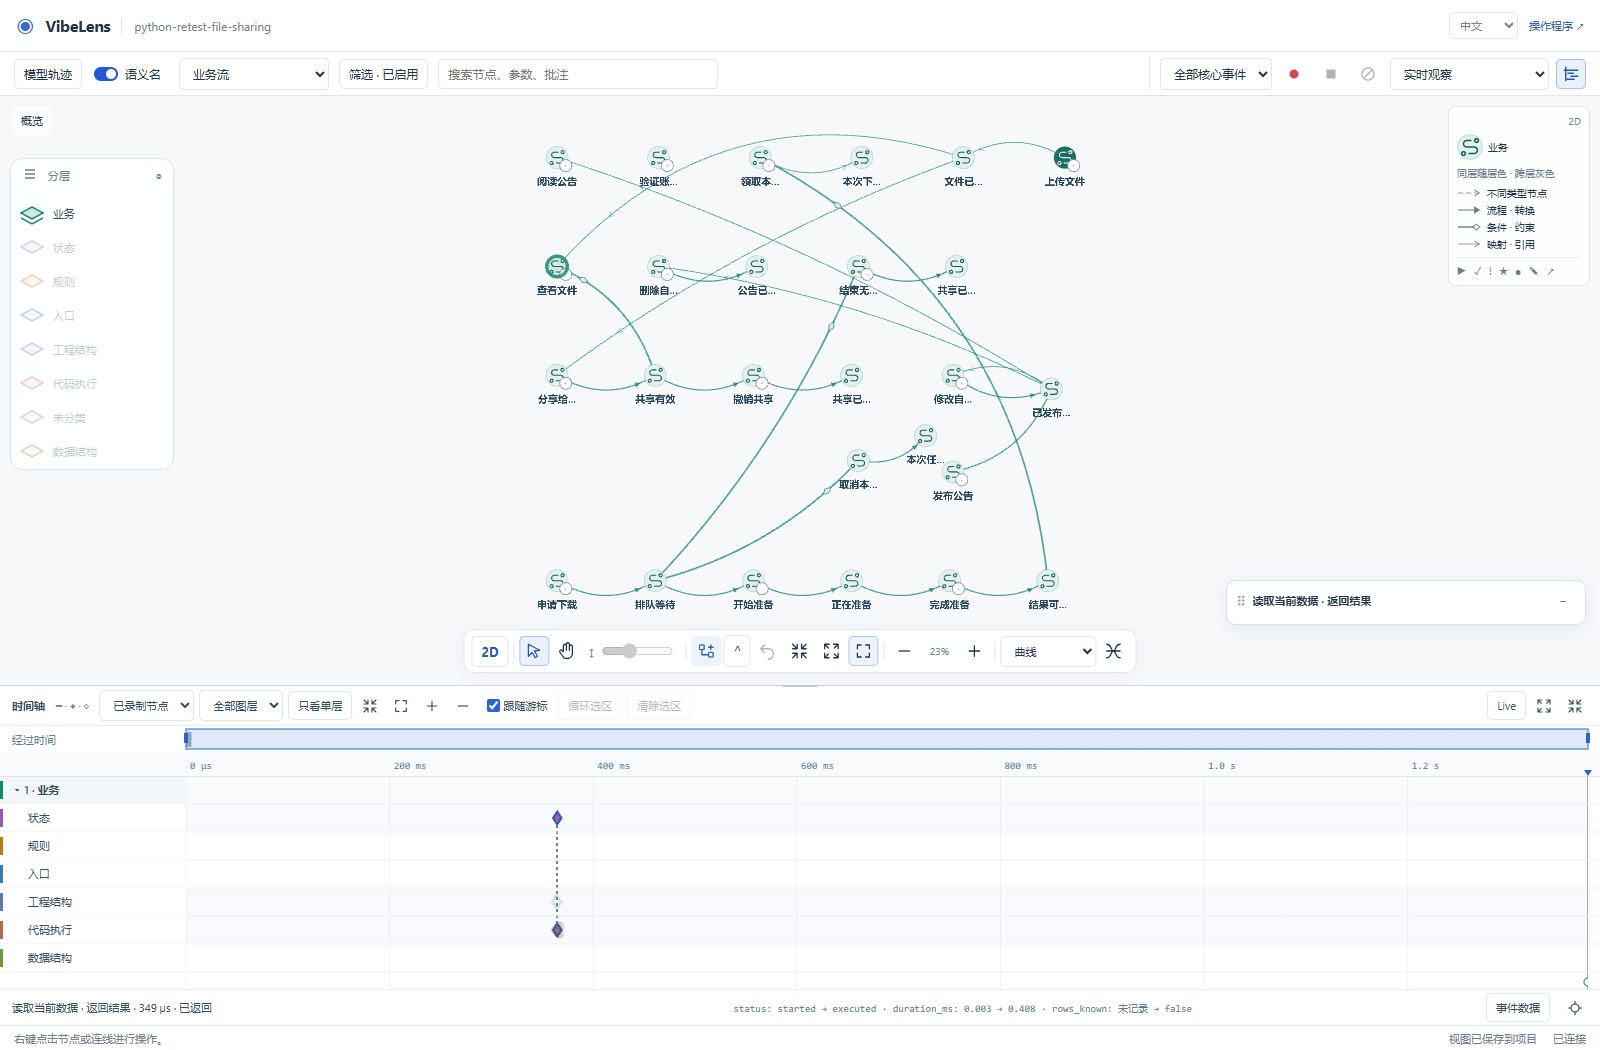 VibeLens
python-retest-file-sharing
中文
操作程序 ↗
模型轨迹
语义名
业务流
筛选 · 已启用
搜索节点、参数、批注
全部核心事件
实时观察
概览
分层
业务
状态
规则
入口
工程结构
代码执行
未分类
数据结构
阅读公告
验证账...
领取本...
本次下...
文件已...
上传文件
查看文件
删除自...
公告已...
结束无...
共享已...
分享给...
共享有效
撤销共享
共享已...
修改自...
已发布...
本次任...
取消本...
发布公告
申请下载
排队等待
开始准备
正在准备
完成准备
结果可...
2D
业务
同层随层色 · 跨层灰色
不同类型节点
流程 · 转换
条件 · 约束
映射 · 引用
读取当前数据 · 返回结果
2D
23%
曲线
时间轴
已录制节点
全部图层
只看单层
跟随游标
循环选区
清除选区
Live
经过时间
0 μs
200 ms
400 ms
600 ms
800 ms
1.0 s
1.2 s
1 · 业务
状态
规则
入口
工程结构
代码执行
数据结构
读取当前数据 · 返回结果 · 349 μs · 已返回
status: started → executed · duration_ms: 0.003 → 0.408 · rows_known: 未记录 → false
事件数据
右键点击节点或连线进行操作。
视图已保存到项目
已连接